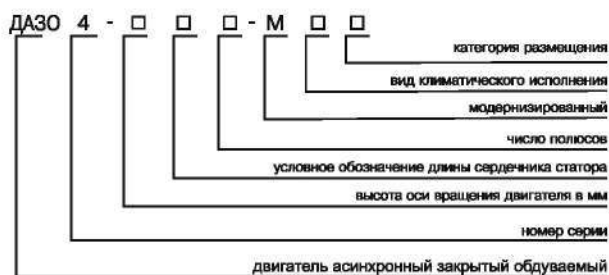 ДАЗО 4 - □ □ □ - М □ □
категория размещения
вид климатического исполнения
модернизированный
число полюсов
условное обозначение длины сердечника статора
высота оси вращения двигателя в мм
номер серии
двигатель асинхронный закрытый обдуваемый